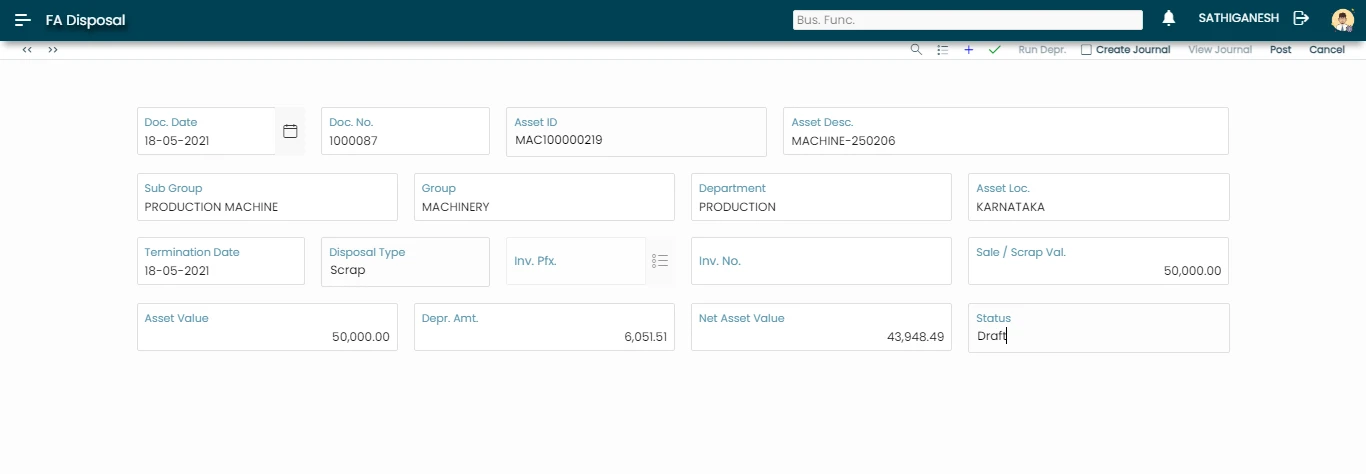 FA Disposal
Bus. Func.
SATHIGANESH
<< >>
Run Depr. Create Journal View Journal Post Cancel
Doc. Date Doc. No. Asset ID Asset Desc.
18-05-2021 1000087 MAC100000219 MACHINE-250206
Sub Group Group Department Asset Loc.
PRODUCTION MACHINE MACHINERY PRODUCTION KARNATAKA
Termination Date Disposal Type Inv. Pfx. Inv. No. Sale / Scrap Val.
18-05-2021 Scrap 50,000.00
Asset Value Depr. Amt. Net Asset Value Status
50,000.00 6,051.51 43,948.49 Draft